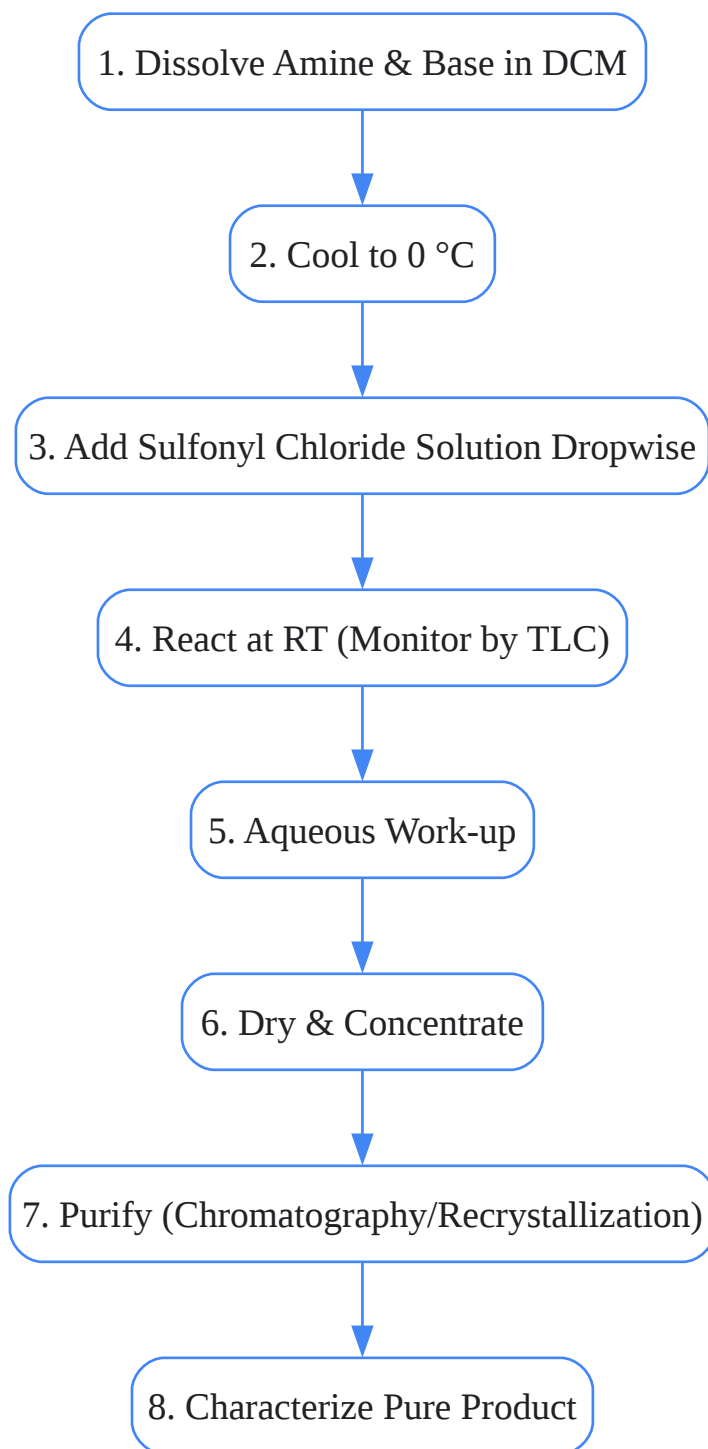 1. Dissolve Amine & Base in DCM
2. Cool to 0 °C
3. Add Sulfonyl Chloride Solution Dropwise
4. React at RT (Monitor by TLC)
5. Aqueous Work-up
6. Dry & Concentrate
7. Purify (Chromatography/Recrystallization)
8. Characterize Pure Product